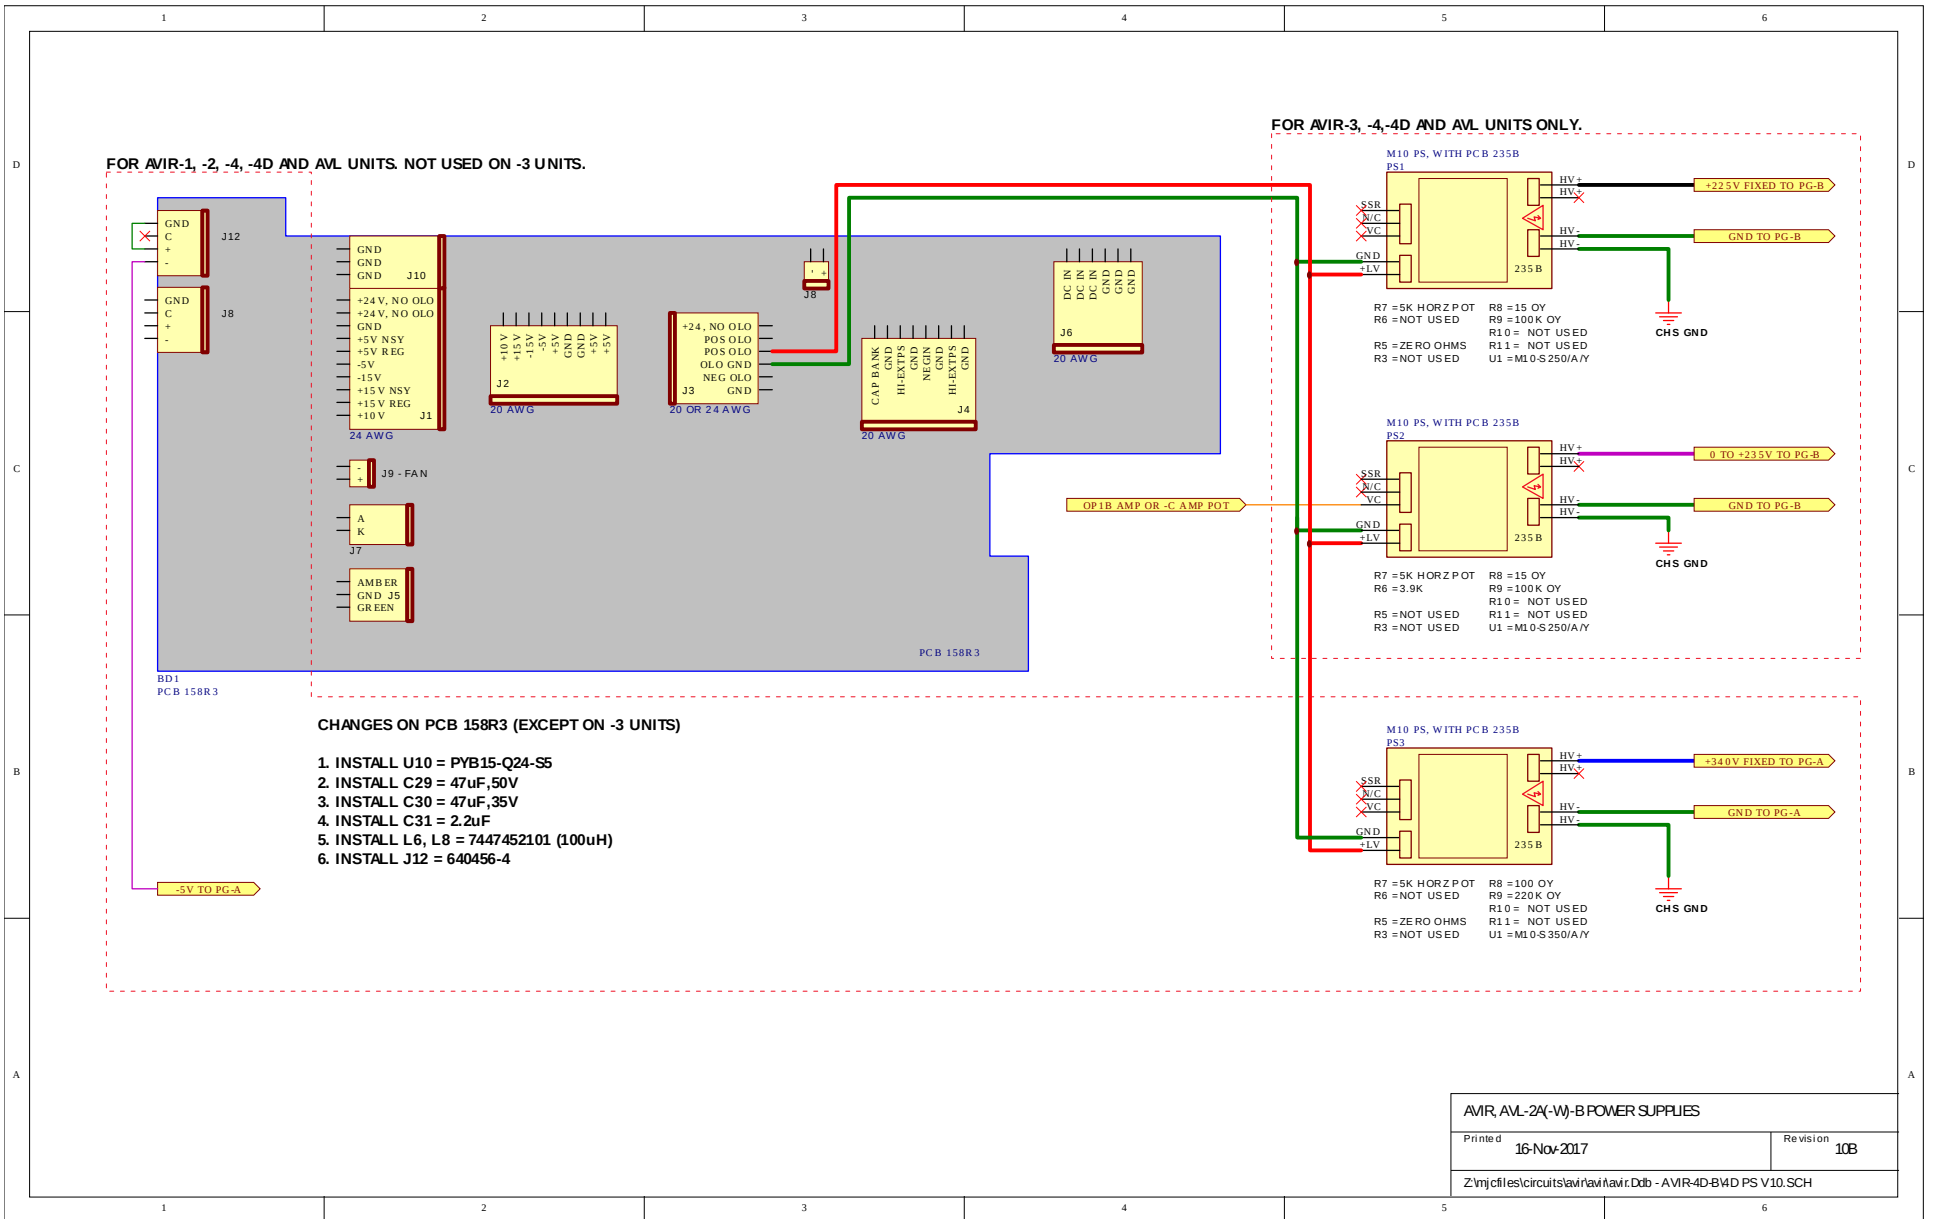 1 2 3 4 5 6
D D
C C
B B
A A
FOR AVIR-1, -2, -4, -4D AND AVL UNITS. NOT USED ON -3 UNITS.
GND
C
+
-
J12
GND
C
+
-
J8
GND
GND
GND
J10
+24V, NO OLO
+24V, NO OLO
GND
+5V NSY
+5V REG
-5V
-15V
+15V NSY
+15V REG
+10V
J1
24 AWG
-
+
J9 - FAN
A
K
J7
AMBER
GND J5
GREEN
+10V
+15V
-15V
-5V
+5V
GND
GND
+5V
+5V
J2
20 AWG
+24, NO OLO
POS OLO
POS OLO
OLO GND
NEG OLO
GND
J3
20 OR 24 AWG
- +
J8
CAP BANK
GND
HI-EXTPS
GND
NEGIN
GND
HI-EXTPS
GND
J4
20 AWG
DC IN
DC IN
DC IN
GND
GND
GND
J6
20 AWG
PCB 158R3
BD1
PCB 158R3
CHANGES ON PCB 158R3 (EXCEPT ON -3 UNITS)
1. INSTALL U10 = PYB15-Q24-S5
2. INSTALL C29 = 47uF,50V
3. INSTALL C30 = 47uF,35V
4. INSTALL C31 = 2.2uF
5. INSTALL L6, L8 = 7447452101 (100uH)
6. INSTALL J12 = 640456-4
-5V TO PG-A
FOR AVIR-3, -4,-4D AND AVL UNITS ONLY.
M10 PS, WITH PCB 235B
PS1
SSR
N/C
VC
GND
+LV
HV+
HV+
HV-
HV-
235B
+225V FIXED TO PG-B
GND TO PG-B
CHS GND
R7 =5K HORZ POT R8 =15 OY
R6 =NOT USED R9 =100K OY
R10 = NOT USED
R5 =ZERO OHMS R11 = NOT USED
R3 =NOT USED U1 =M10-S250/A/Y
M10 PS, WITH PCB 235B
PS2
SSR
N/C
VC
GND
+LV
HV+
HV+
HV-
HV-
235B
OP1B AMP OR -C AMP POT
0 TO +235V TO PG-B
GND TO PG-B
CHS GND
R7 =5K HORZ POT R8 =15 OY
R6 =3.9K R9 =100K OY
R10 = NOT USED
R5 =NOT USED R11 = NOT USED
R3 =NOT USED U1 =M10-S250/A/Y
M10 PS, WITH PCB 235B
PS3
SSR
N/C
VC
GND
+LV
HV+
HV+
HV-
HV-
235B
+340V FIXED TO PG-A
GND TO PG-A
CHS GND
R7 =5K HORZ POT R8 =100 OY
R6 =NOT USED R9 =220K OY
R10 = NOT USED
R5 =ZERO OHMS R11 = NOT USED
R3 =NOT USED U1 =M10-S350/A/Y
AVIR, AVL-2A(-W)-B POWER SUPPLIES
Printed 16-Nov-2017 Revision 10B
Z:\mjcfiles\circuits\avir\avir\avir.Ddb - AVIR-4D-B\4D PS V10.SCH
1 2 3 4 5 6